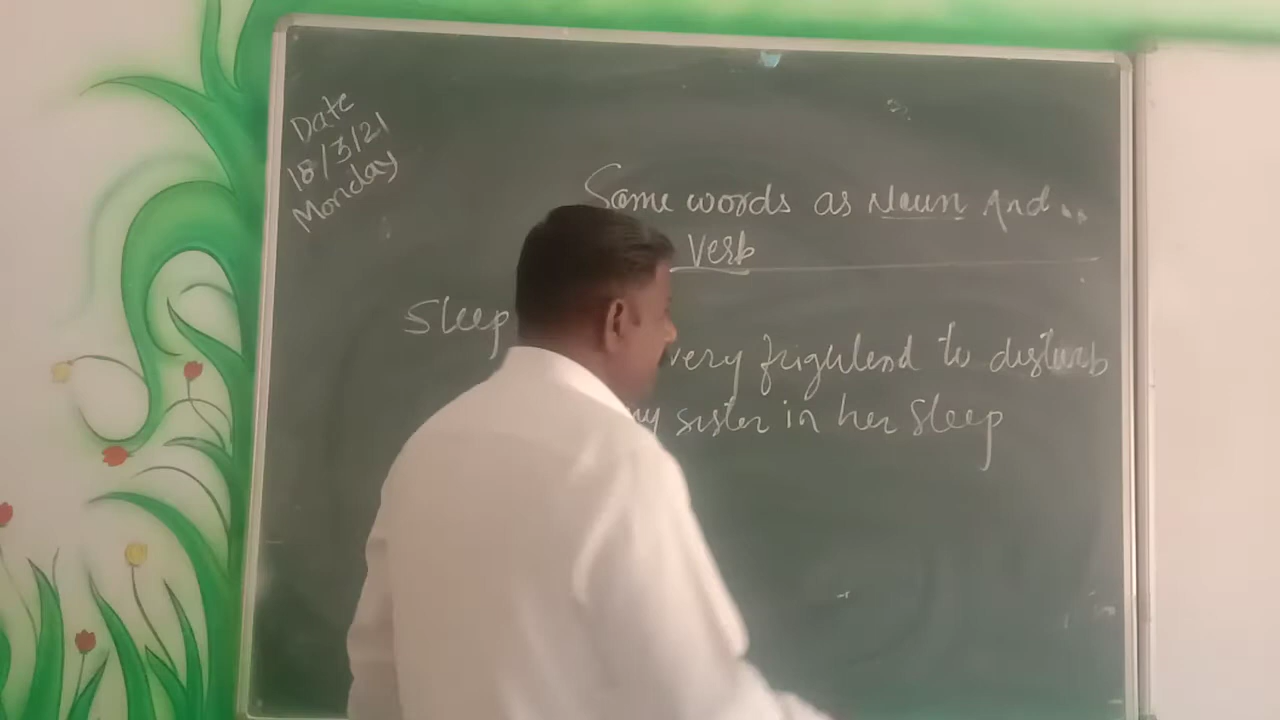 Date
18/3/21
Monday
Same words as Noun And
Verb
Sleep
very frightend to disturb
my sister in her Sleep